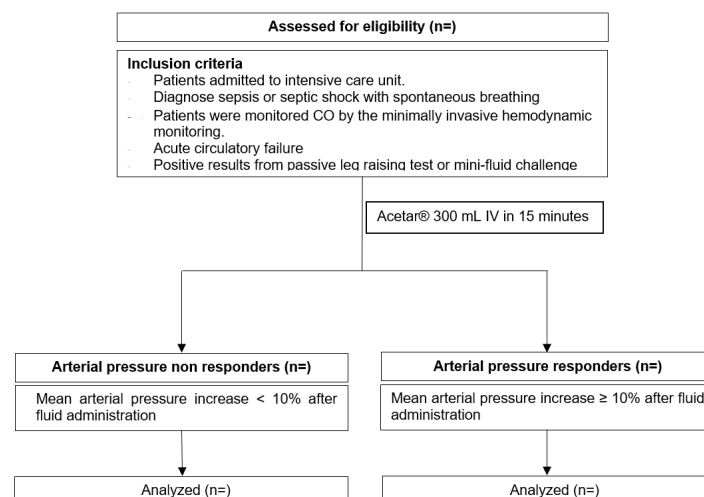 Assessed for eligibility (n=)
Inclusion criteria
- Patients admitted to intensive care unit.
- Diagnose sepsis or septic shock with spontaneous breathing
- Patients were monitored CO by the minimally invasive hemodynamic
monitoring.
- Acute circulatory failure
- Positive results from passive leg raising test or mini-fluid challenge
Acetar® 300 mL IV in 15 minutes
Arterial pressure non responders (n=)
Mean arterial pressure increase < 10% after
fluid administration
Analyzed (n=)
Arterial pressure responders (n=)
Mean arterial pressure increase ≥ 10% after fluid
administration
Analyzed (n=)